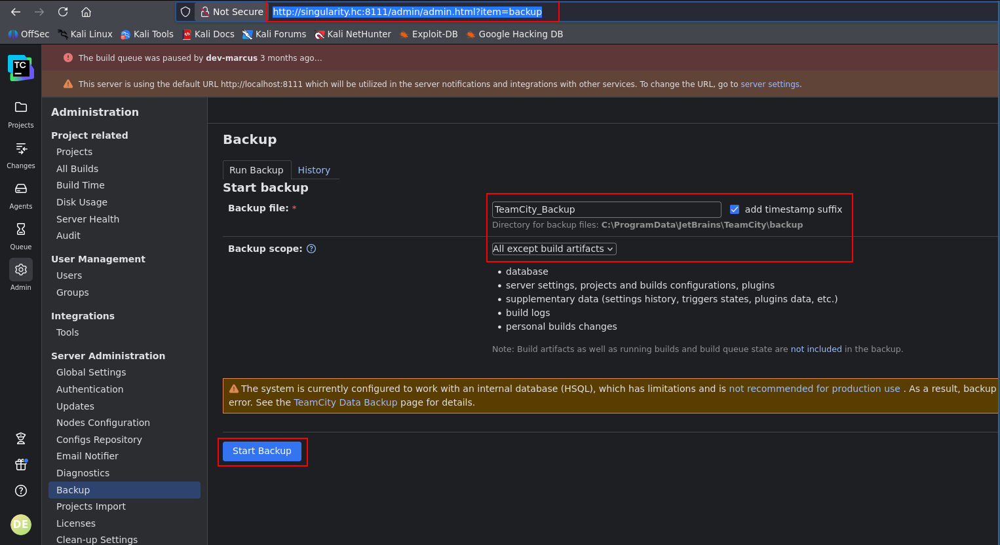 Not Secure http://singularity.hc:8111/admin/admin.html?item=backup
OffSec Kali Linux Kali Tools Kali Docs Kali Forums Kali NetHunter Exploit-DB Google Hacking DB
TC
The build queue was paused by dev-marcus 3 months ago...
This server is using the default URL http://localhost:8111 which will be utilized in the server notifications and integrations with other services. To change the URL, go to server settings.
Projects
Changes
Agents
Queue
Admin
DE
Administration
Project related
Projects
All Builds
Build Time
Disk Usage
Server Health
Audit
User Management
Users
Groups
Integrations
Tools
Server Administration
Global Settings
Authentication
Updates
Nodes Configuration
Configs Repository
Email Notifier
Diagnostics
Backup
Projects Import
Licenses
Clean-up Settings
Backup
Run Backup History
Start backup
Backup file: * TeamCity_Backup add timestamp suffix
Directory for backup files: C:\ProgramData\JetBrains\TeamCity\backup
Backup scope: All except build artifacts
• database
• server settings, projects and builds configurations, plugins
• supplementary data (settings history, triggers states, plugins data, etc.)
• build logs
• personal builds changes
Note: Build artifacts as well as running builds and build queue state are not included in the backup.
The system is currently configured to work with an internal database (HSQL), which has limitations and is not recommended for production use . As a result, backup
error. See the TeamCity Data Backup page for details.
Start Backup